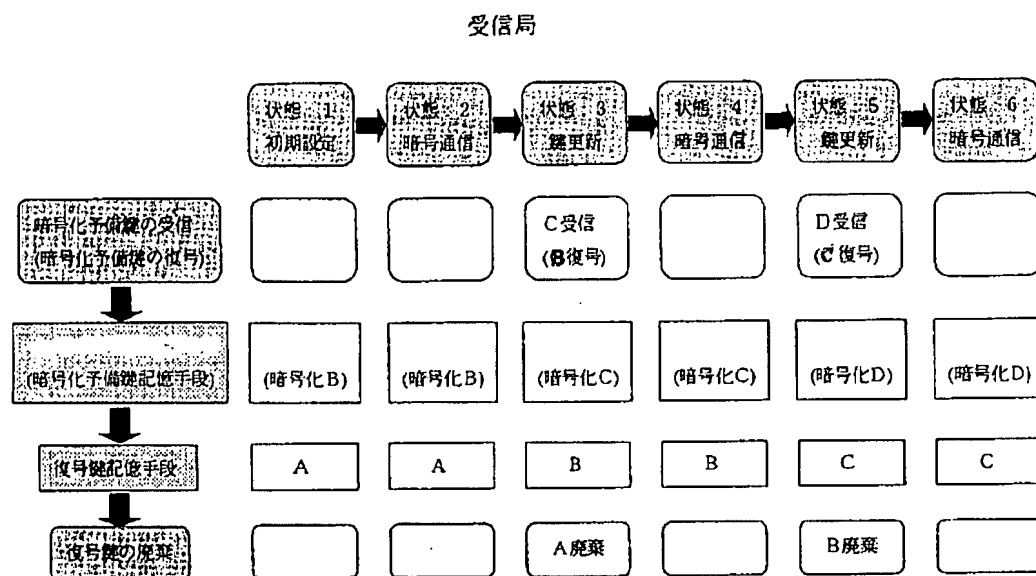 受信局
状態 1
初期設定
状態 2
暗号通信
状態 3
鍵更新
状態 4
暗号通信
状態 5
鍵更新
状態 6
暗号通信
暗号化予備鍵の受信
(暗号化予備鍵の復号)
C受信
(B復号)
D受信
(C復号)
(暗号化予備鍵記憶手段)
(暗号化B)
(暗号化B)
(暗号化C)
(暗号化C)
(暗号化D)
(暗号化D)
復号鍵記憶手段
A
A
B
B
C
C
復号鍵の廃棄
A廃棄
B廃棄